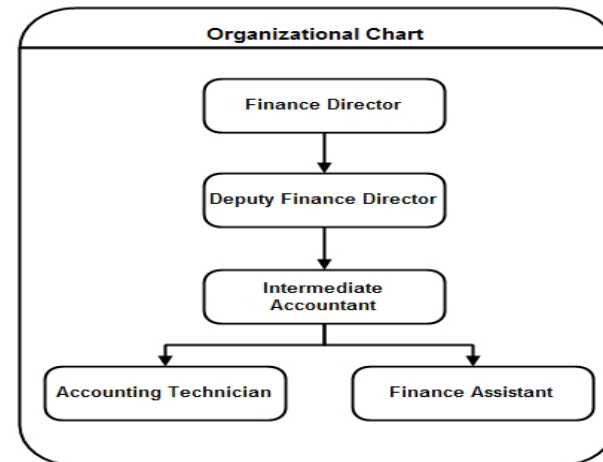 Organizational Chart
Finance Director
Deputy Finance Director
Intermediate
Accountant
Accounting Technician
Finance Assistant